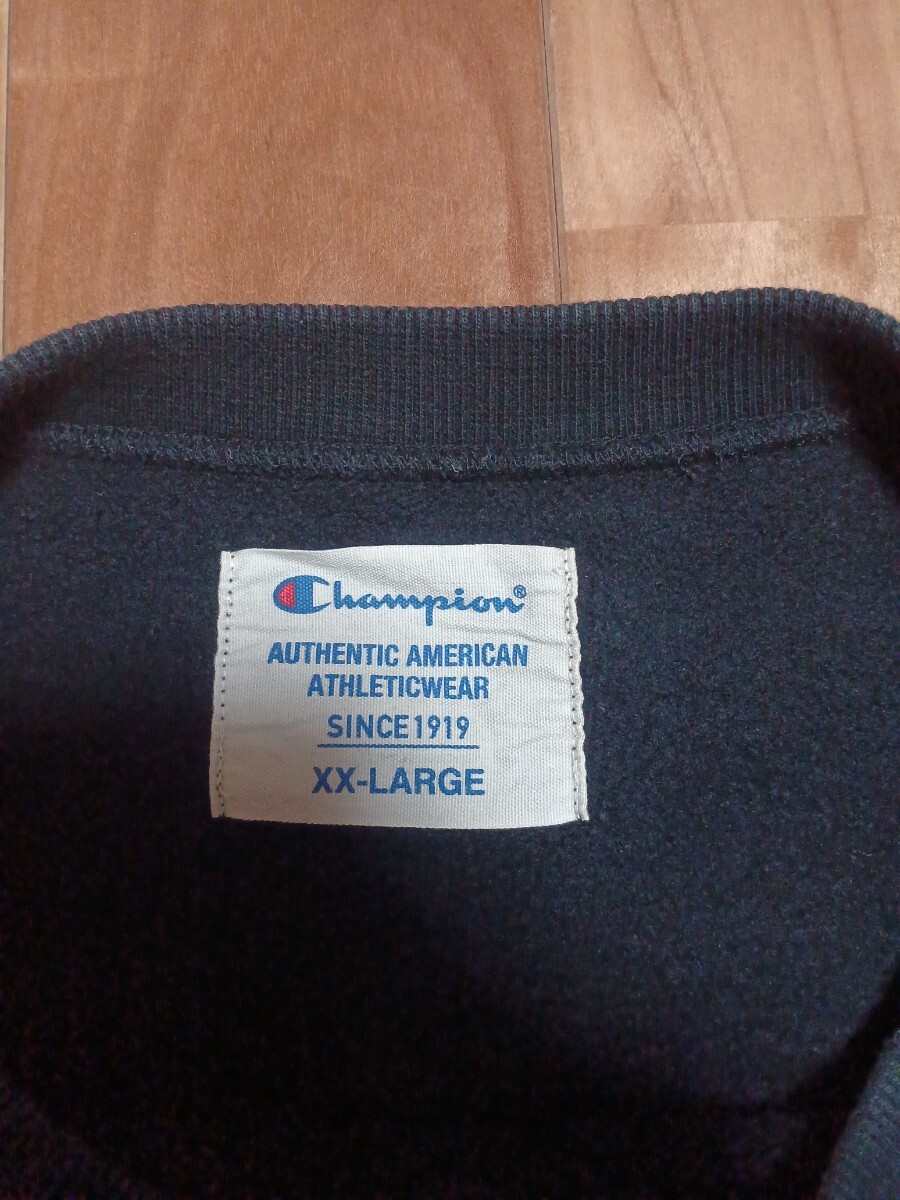 Champion®
AUTHENTIC AMERICAN
ATHLETICWEAR
SINCE1919
XX-LARGE